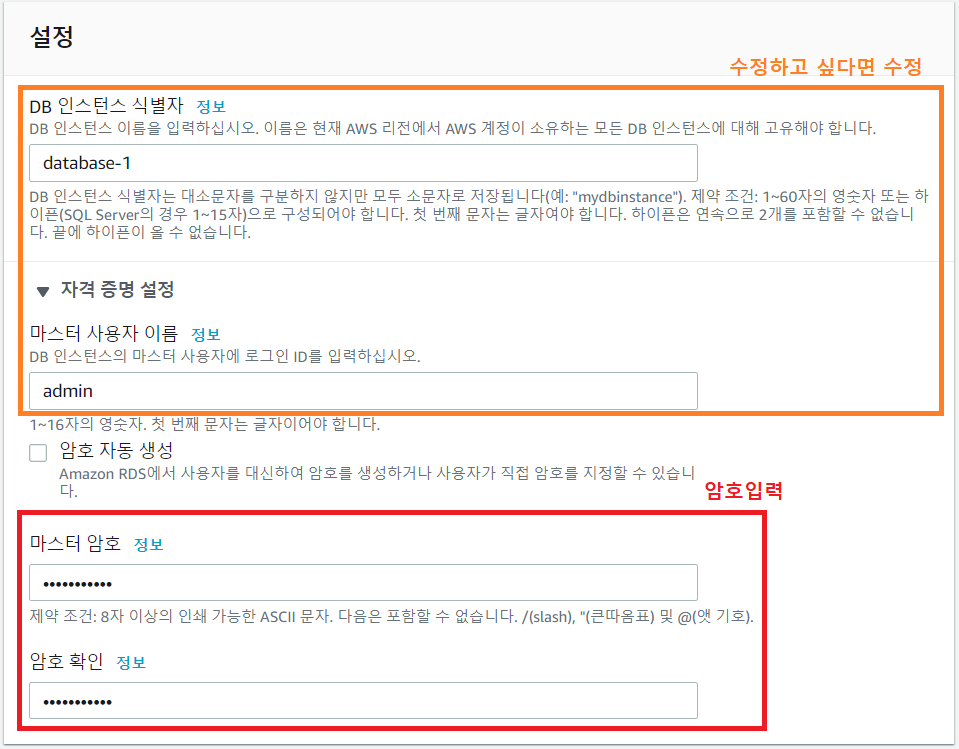 설정
수정하고 싶다면 수정
DB 인스턴스 식별자 정보
DB 인스턴스 이름을 입력하십시오. 이름은 현재 AWS 리전에서 AWS 계정이 소유하는 모든 DB 인스턴스에 대해 고유해야 합니다.
database-1
DB 인스턴스 식별자는 대소문자를 구분하지 않지만 모두 소문자로 저장됩니다(예: "mydbinstance"). 제약 조건: 1~60자의 영숫자 또는 하
이픈(SQL Server의 경우 1~15자)으로 구성되어야 합니다. 첫 번째 문자는 글자여야 합니다. 하이픈은 연속으로 2개를 포함할 수 없습니
다. 끝에 하이픈이 올 수 없습니다.
▼ 자격 증명 설정
마스터 사용자 이름 정보
DB 인스턴스의 마스터 사용자에 로그인 ID를 입력하십시오.
admin
1~16자의 영숫자. 첫 번째 문자는 글자이어야 합니다.
암호 자동 생성
Amazon RDS에서 사용자를 대신하여 암호를 생성하거나 사용자가 직접 암호를 지정할 수 있습니
다.
암호입력
마스터 암호 정보
•••••••••••
제약 조건: 8자 이상의 인쇄 가능한 ASCII 문자. 다음은 포함할 수 없습니다. /(slash), "(큰따옴표) 및 @(앳 기호).
암호 확인 정보
•••••••••••